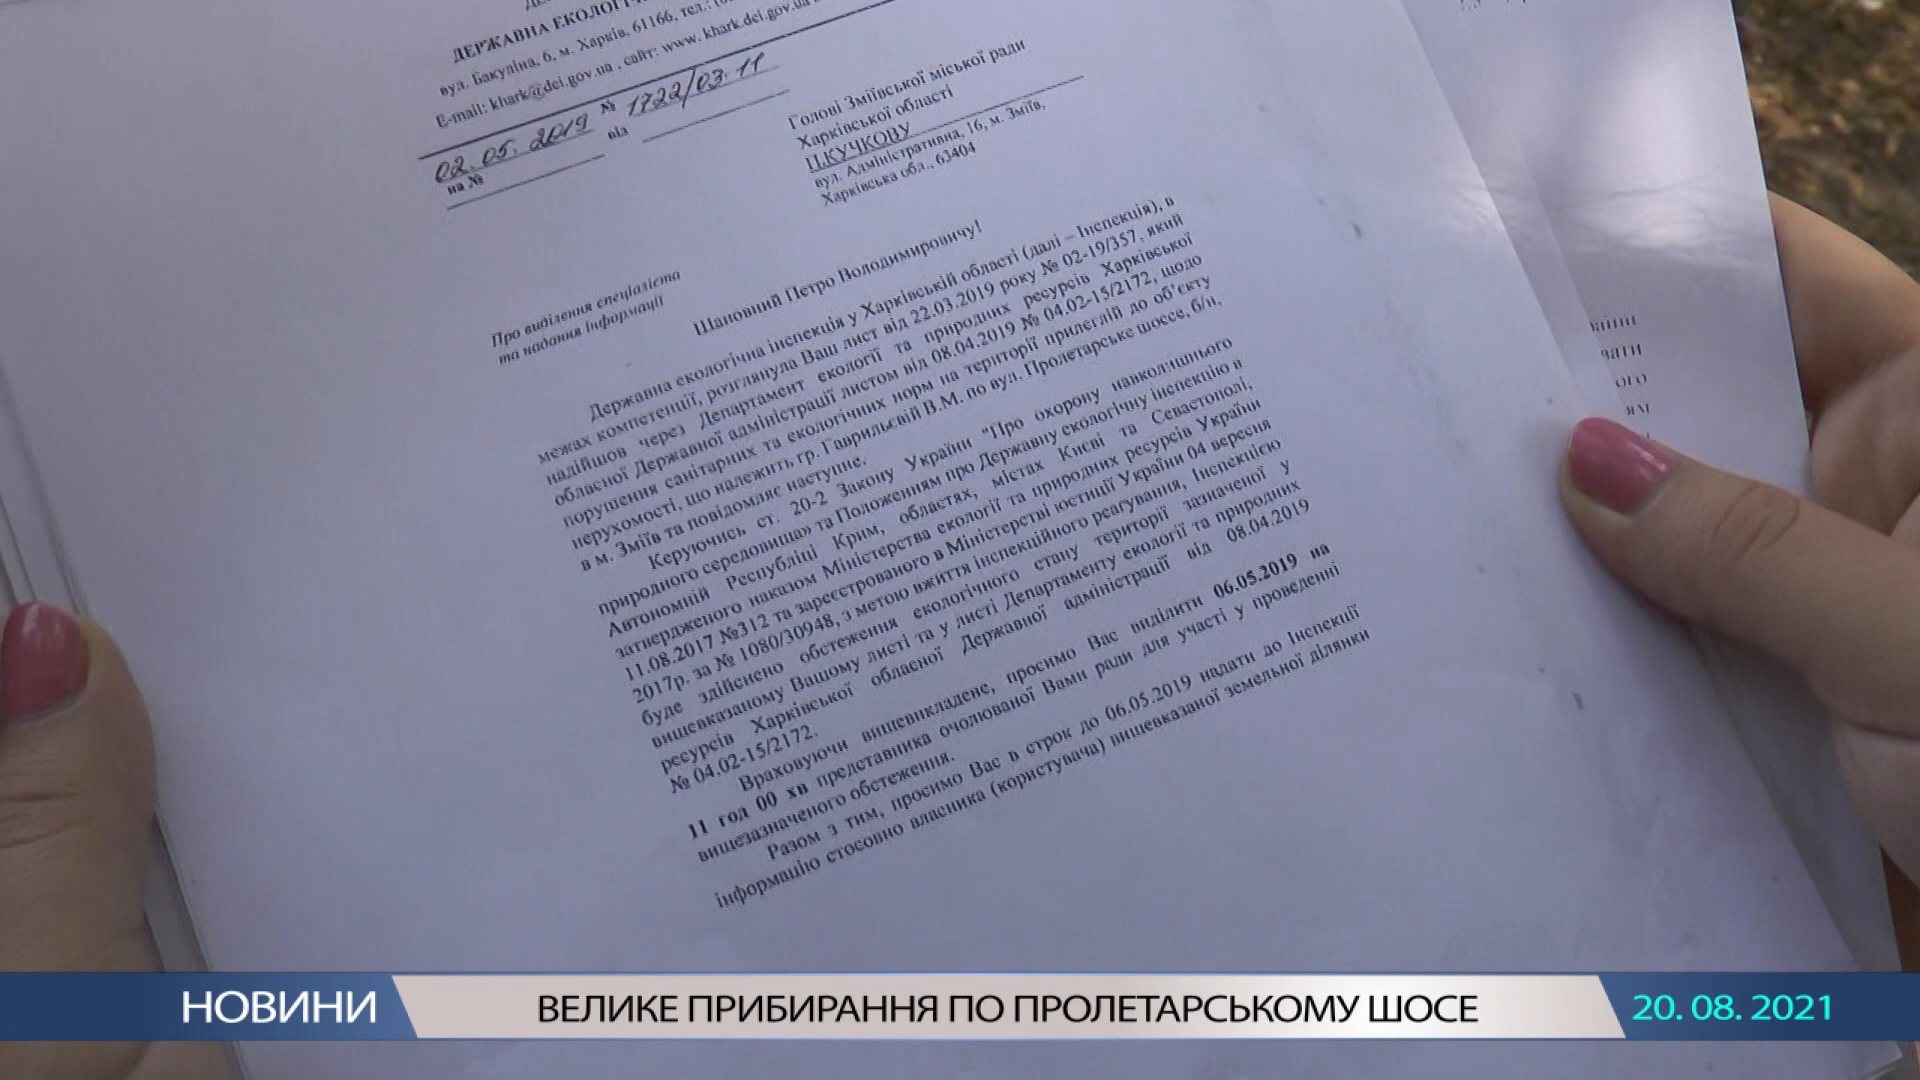 ДЕРЖАВНА ЕКОЛОГІЧ
вул. Бакуліна, 6, м. Харків, 61166, тел.:
E-mail: khark@dei.gov.ua , сайт: www. khark.dei.gov.ua
02. 05. 2019 № 1722/03-11
на № від
Голові Зміївської міської ради
Харківської області
П.КУЧКОВУ
вул. Адміністративна, 16, м. Зміїв,
Харківська обл., 63404
Про виділення спеціаліста
та надання інформації
Шановний Петро Володимировичу!
Державна екологічна інспекція у Харківській області (далі – Інспекція), в
межах компетенції, розглянула Ваш лист від 22.03.2019 року № 02-19/357, який
надійшов через Департамент екології та природних ресурсів Харківської
обласної Державної адміністрації листом від 08.04.2019 № 04.02-15/2172, щодо
порушення санітарних та екологічних норм на території прилеглій до об'єкту
нерухомості, що належить гр. Гаврильєвій В.М. по вул. Пролетарське шоссе, б/н,
в м. Зміїв та повідомляє наступне.
Керуючись ст. 20-2 Закону України "Про охорону навколишнього
природного середовища» та Положенням про Державну екологічну інспекцію в
Автономній Республіці Крим, областях, містах Києві та Севастополі,
затвердженого наказом Міністерства екології та природних ресурсів України
11.08.2017 №312 та зареєстрованого в Міністерстві юстиції України 04 вересня
2017р. за № 1080/30948, з метою вжиття інспекційного реагування, Інспекцією
буде здійснено обстеження екологічного стану території зазначеної у
вищевказаному Вашому листі та у листі Департаменту екології та природних
ресурсів Харківської обласної Державної адміністрації від 08.04.2019
№ 04.02-15/2172.
Враховуючи вищевикладене, просимо Вас виділити 06.05.2019 на
11 год 00 хв представника очолюваної Вами ради для участі у проведенні
вищезазначеного обстеження.
Разом з тим, просимо Вас в строк до 06.05.2019 надати до Інспекції
інформацію стосовно власника (користувача) вищевказаної земельної ділянки
НОВИНИ
ВЕЛИКЕ ПРИБИРАННЯ ПО ПРОЛЕТАРСЬКОМУ ШОСЕ
20. 08. 2021